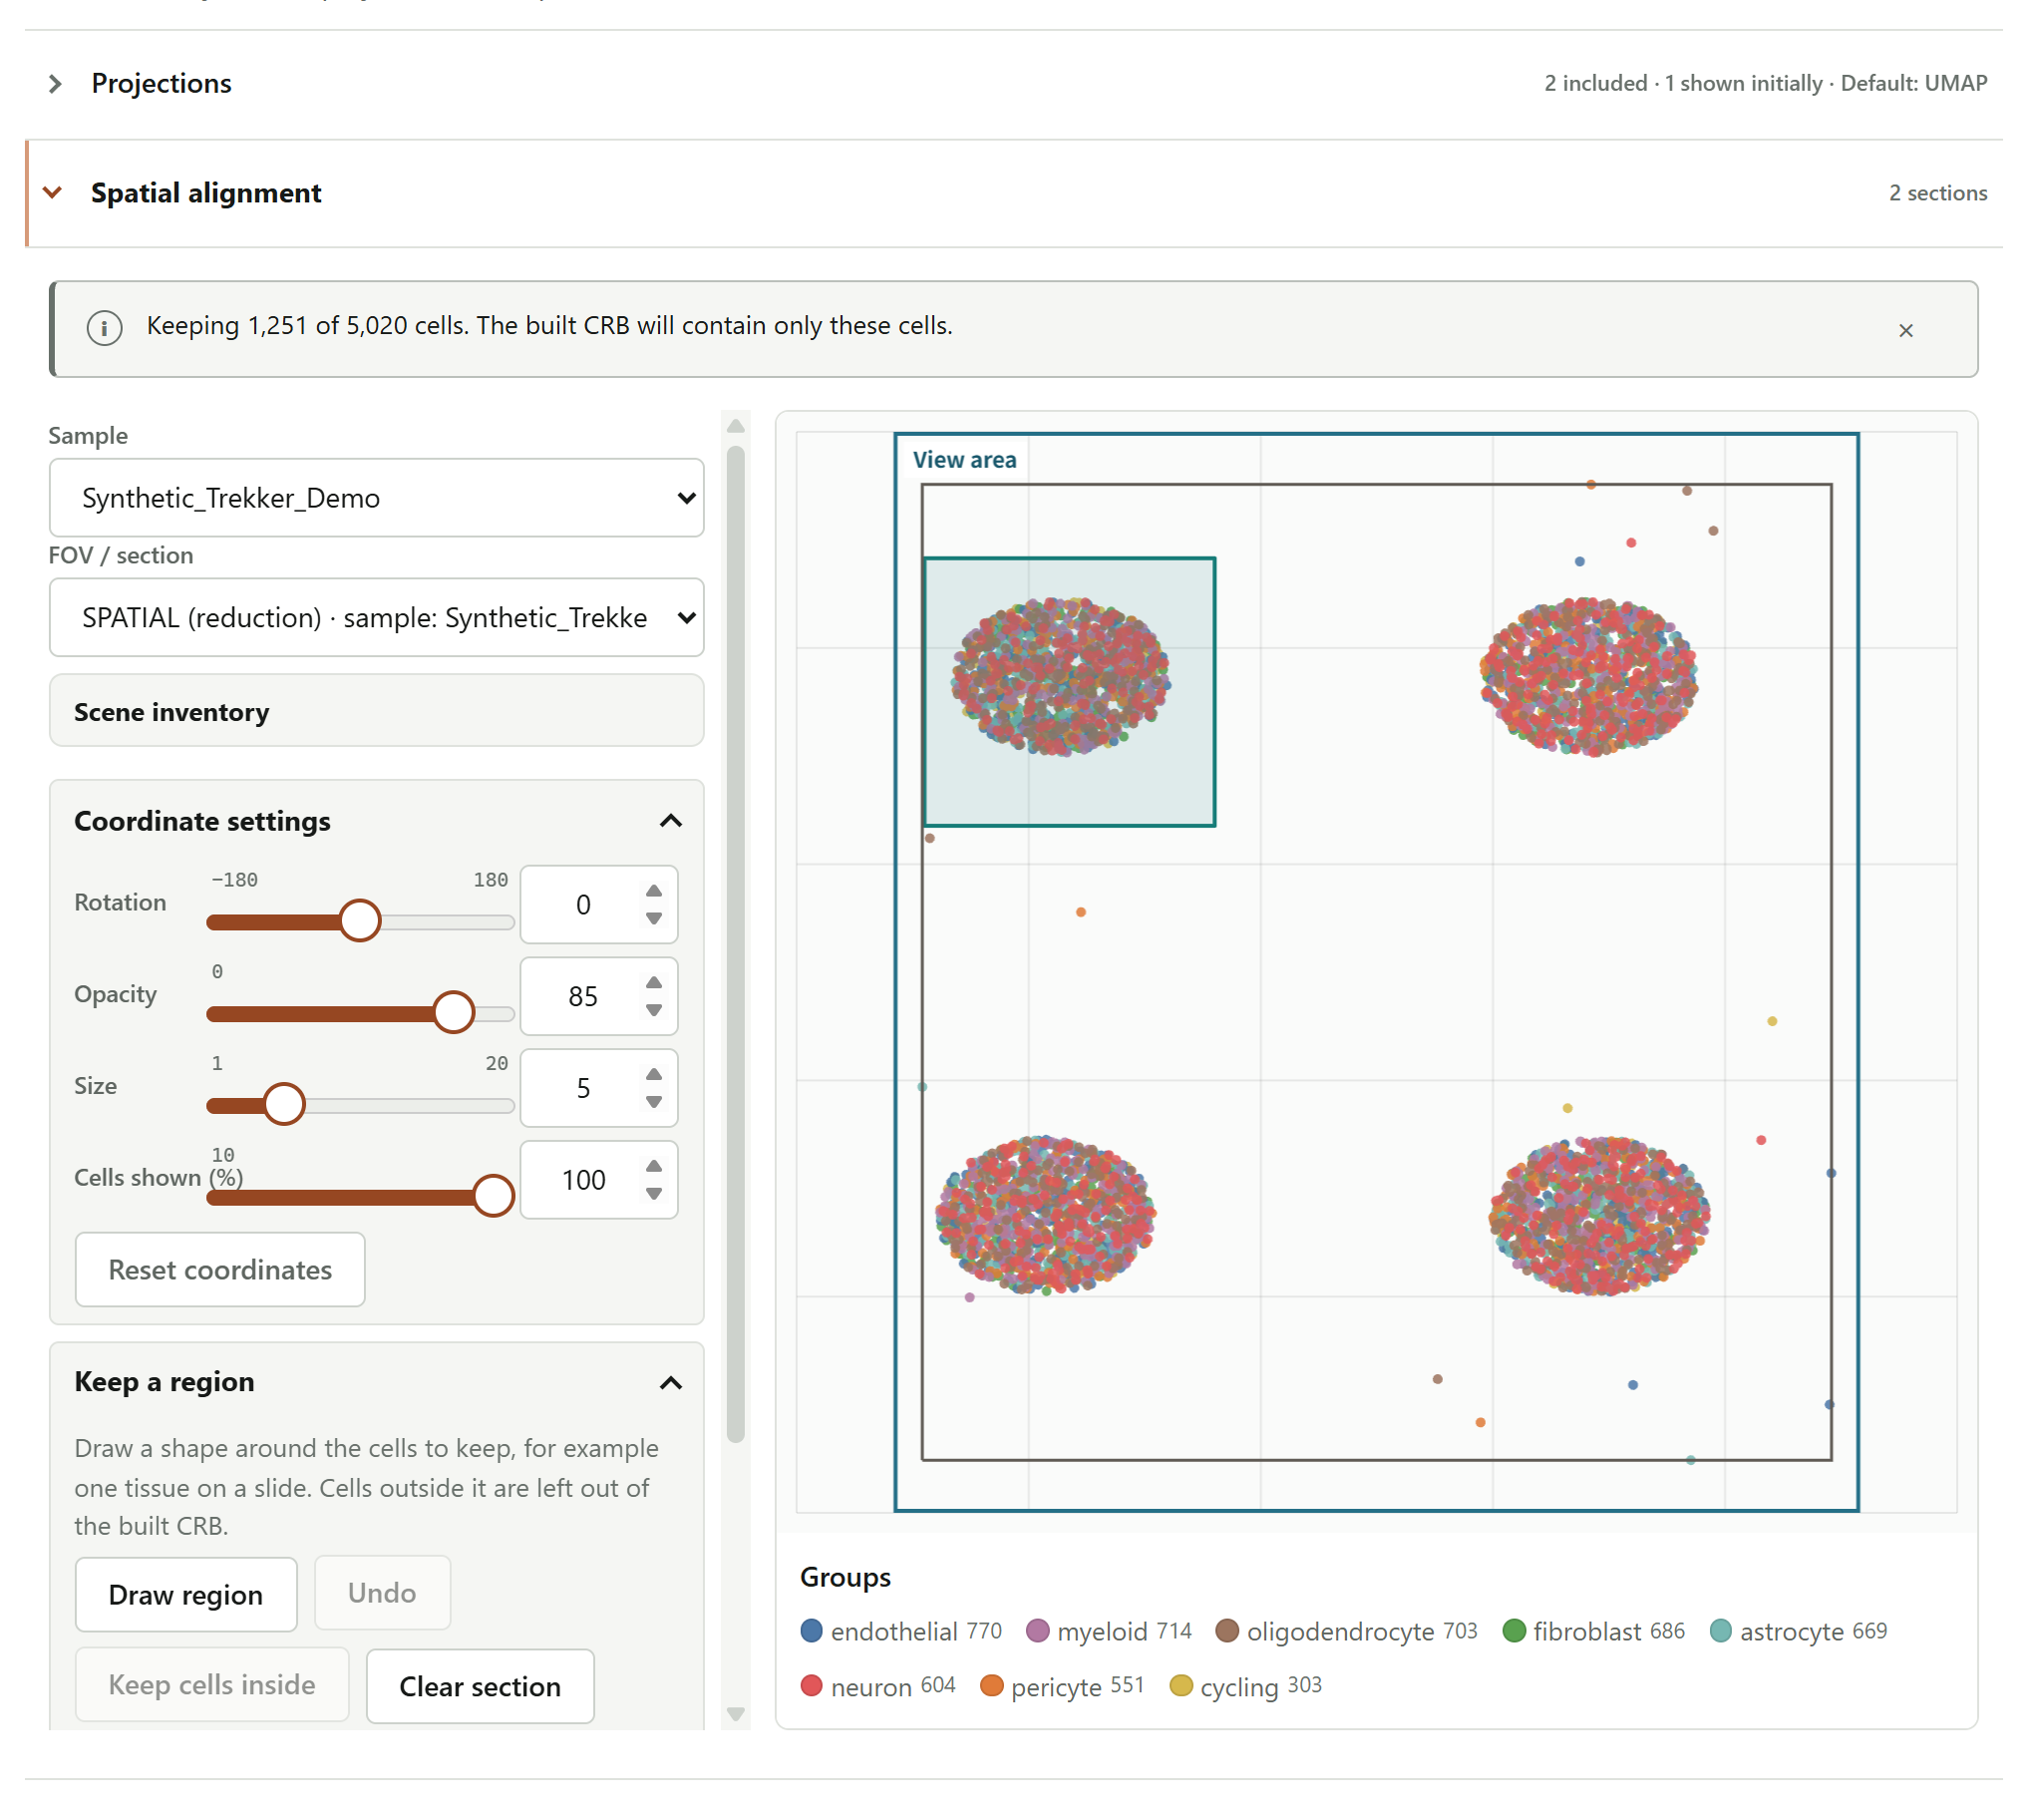 Projections
2 included · 1 shown initially · Default: UMAP
Spatial alignment
2 sections
Keeping 1,251 of 5,020 cells. The built CRB will contain only these cells.
Sample
Synthetic_Trekker_Demo
FOV / section
SPATIAL (reduction) · sample: Synthetic_Trekke
Scene inventory
Coordinate settings
−180
180
Rotation
0
0
Opacity
85
1
20
Size
5
10
Cells shown (%)
100
Reset coordinates
Keep a region
Draw a shape around the cells to keep, for example
one tissue on a slide. Cells outside it are left out of
the built CRB.
Draw region
Undo
Keep cells inside
Clear section
View area
Groups
endothelial 770 myeloid 714 oligodendrocyte 703 fibroblast 686 astrocyte 669
neuron 604 pericyte 551 cycling 303